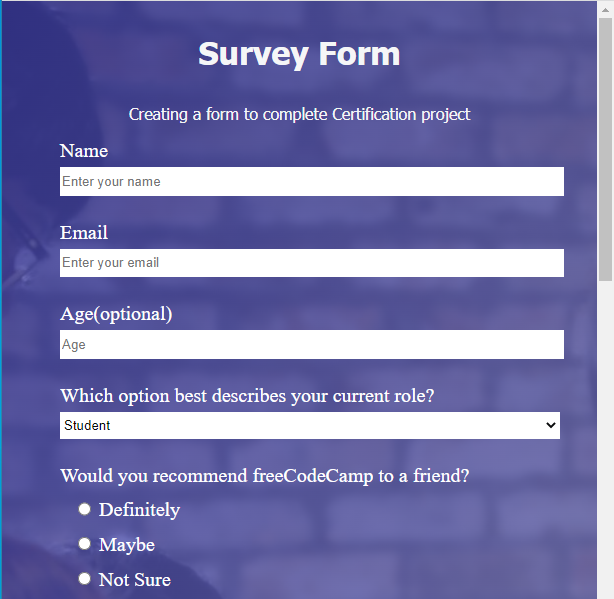 Survey Form
Creating a form to complete Certification project
Name
Enter your name
Email
Enter your email
Age(optional)
Age
Which option best describes your current role?
Student
Would you recommend freeCodeCamp to a friend?
Definitely
Maybe
Not Sure